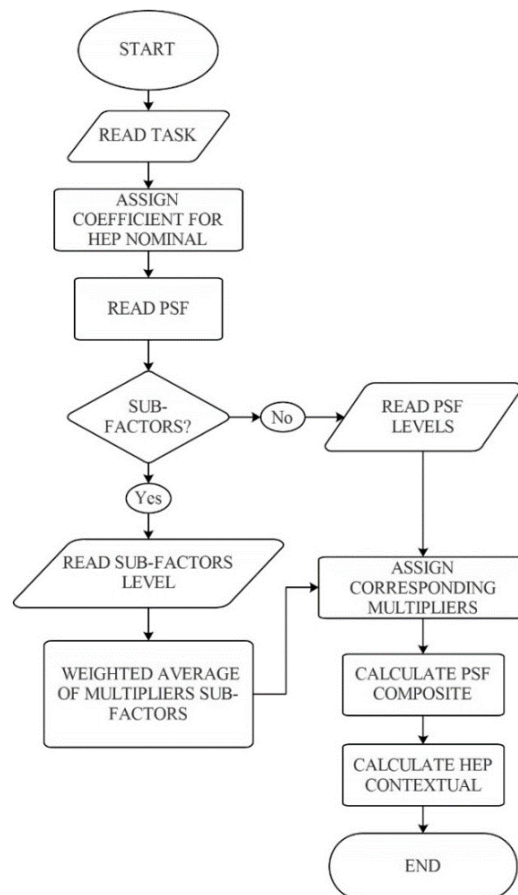 START
READ TASK
ASSIGN
COEFFICIENT FOR
HEP NOMINAL
READ PSF
SUB-
FACTORS?
No
READ PSF
LEVELS
Yes
READ SUB-FACTORS
LEVEL
WEIGHTED AVERAGE
OF MULTIPLIERS SUB-
FACTORS
ASSIGN
CORRESPONDING
MULTIPLIERS
CALCULATE PSF
COMPOSITE
CALCULATE HEP
CONTEXTUAL
END